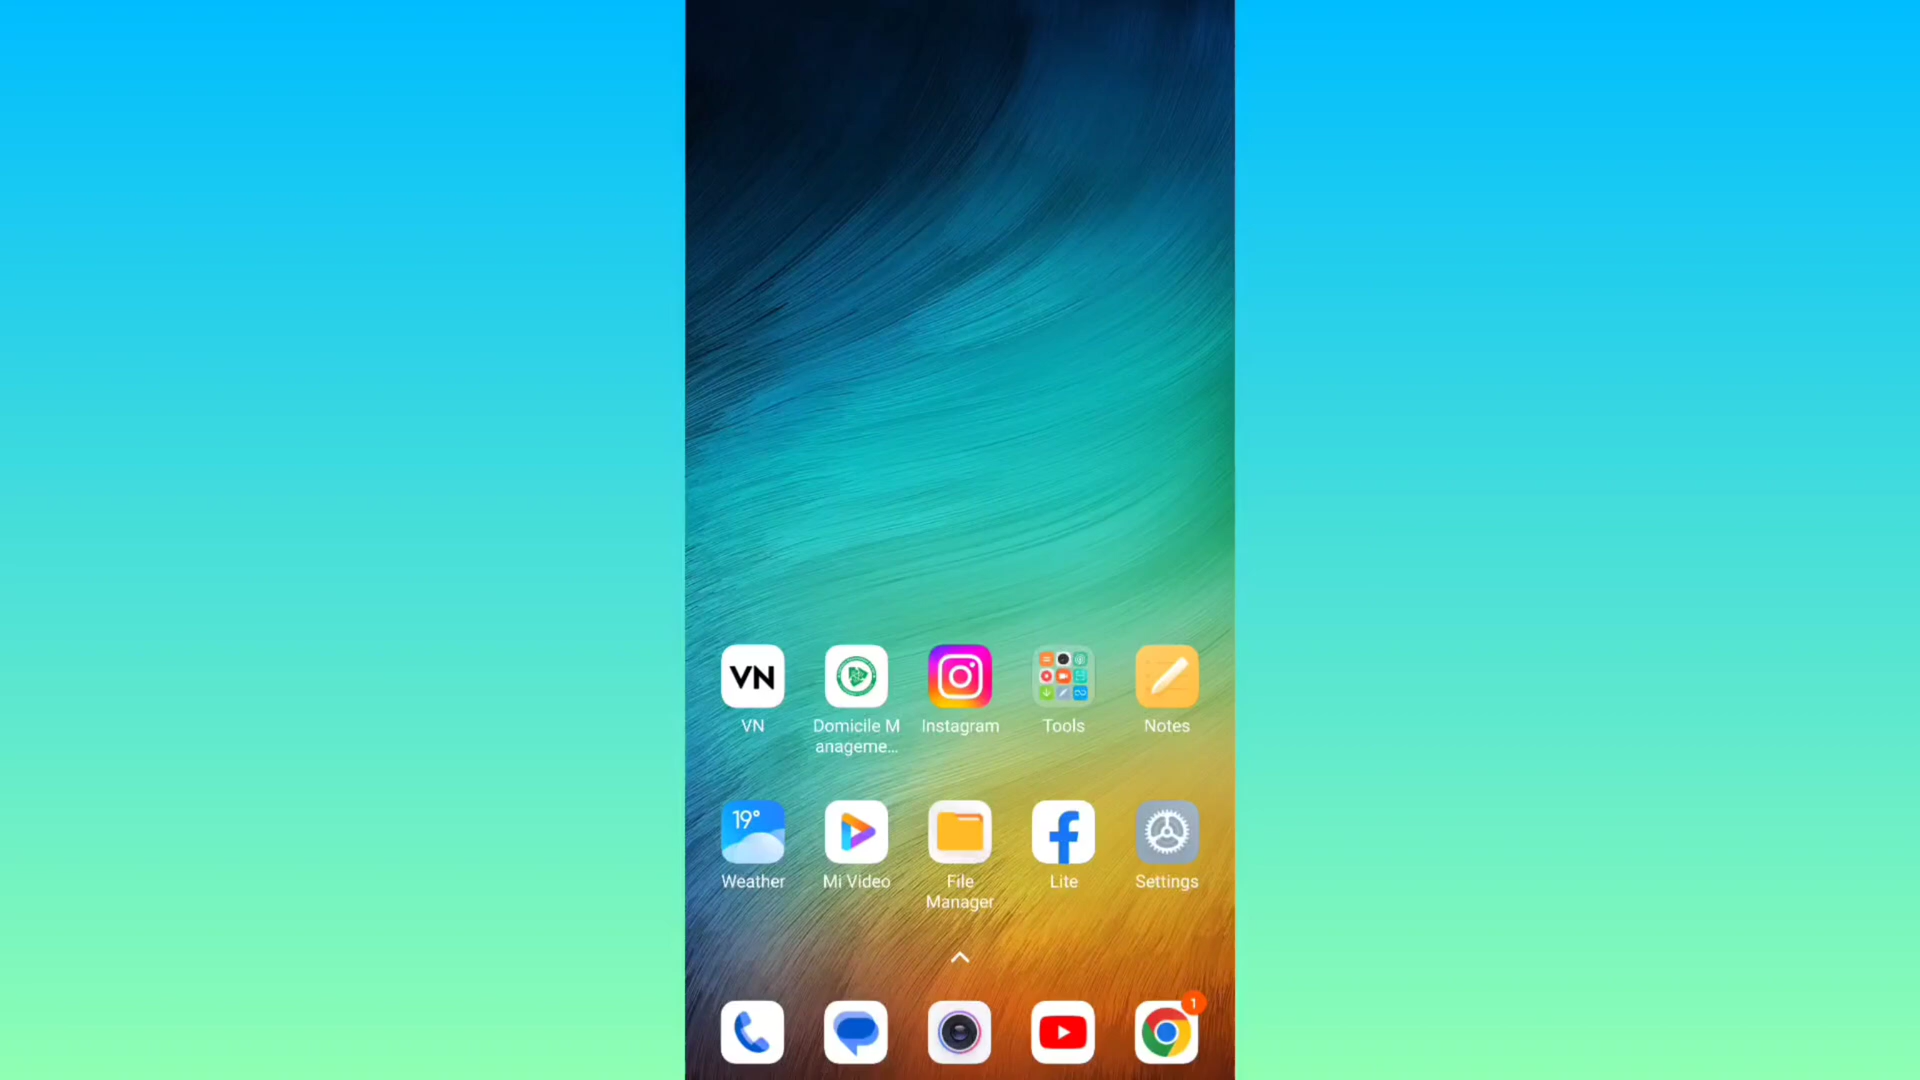 VN
VN
Domicile M
anageme...
Instagram
Tools
Notes
19°
Weather
Mi Video
File
Manager
Lite
Settings
1